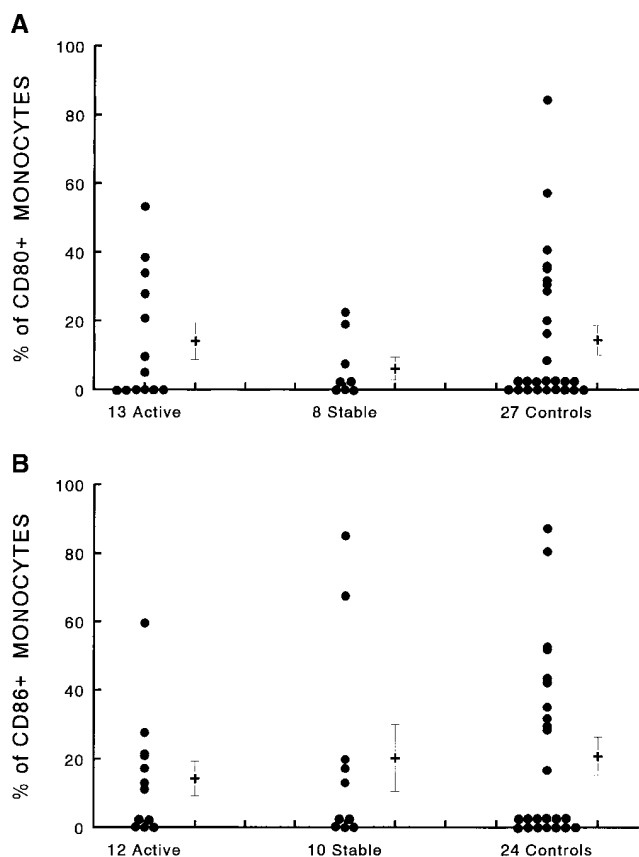 A
% of CD80+ MONOCYTES
100
80
60
40
20
0
13 Active 8 Stable 27 Controls
B
% of CD86+ MONOCYTES
100
80
60
40
20
0
12 Active 10 Stable 24 Controls